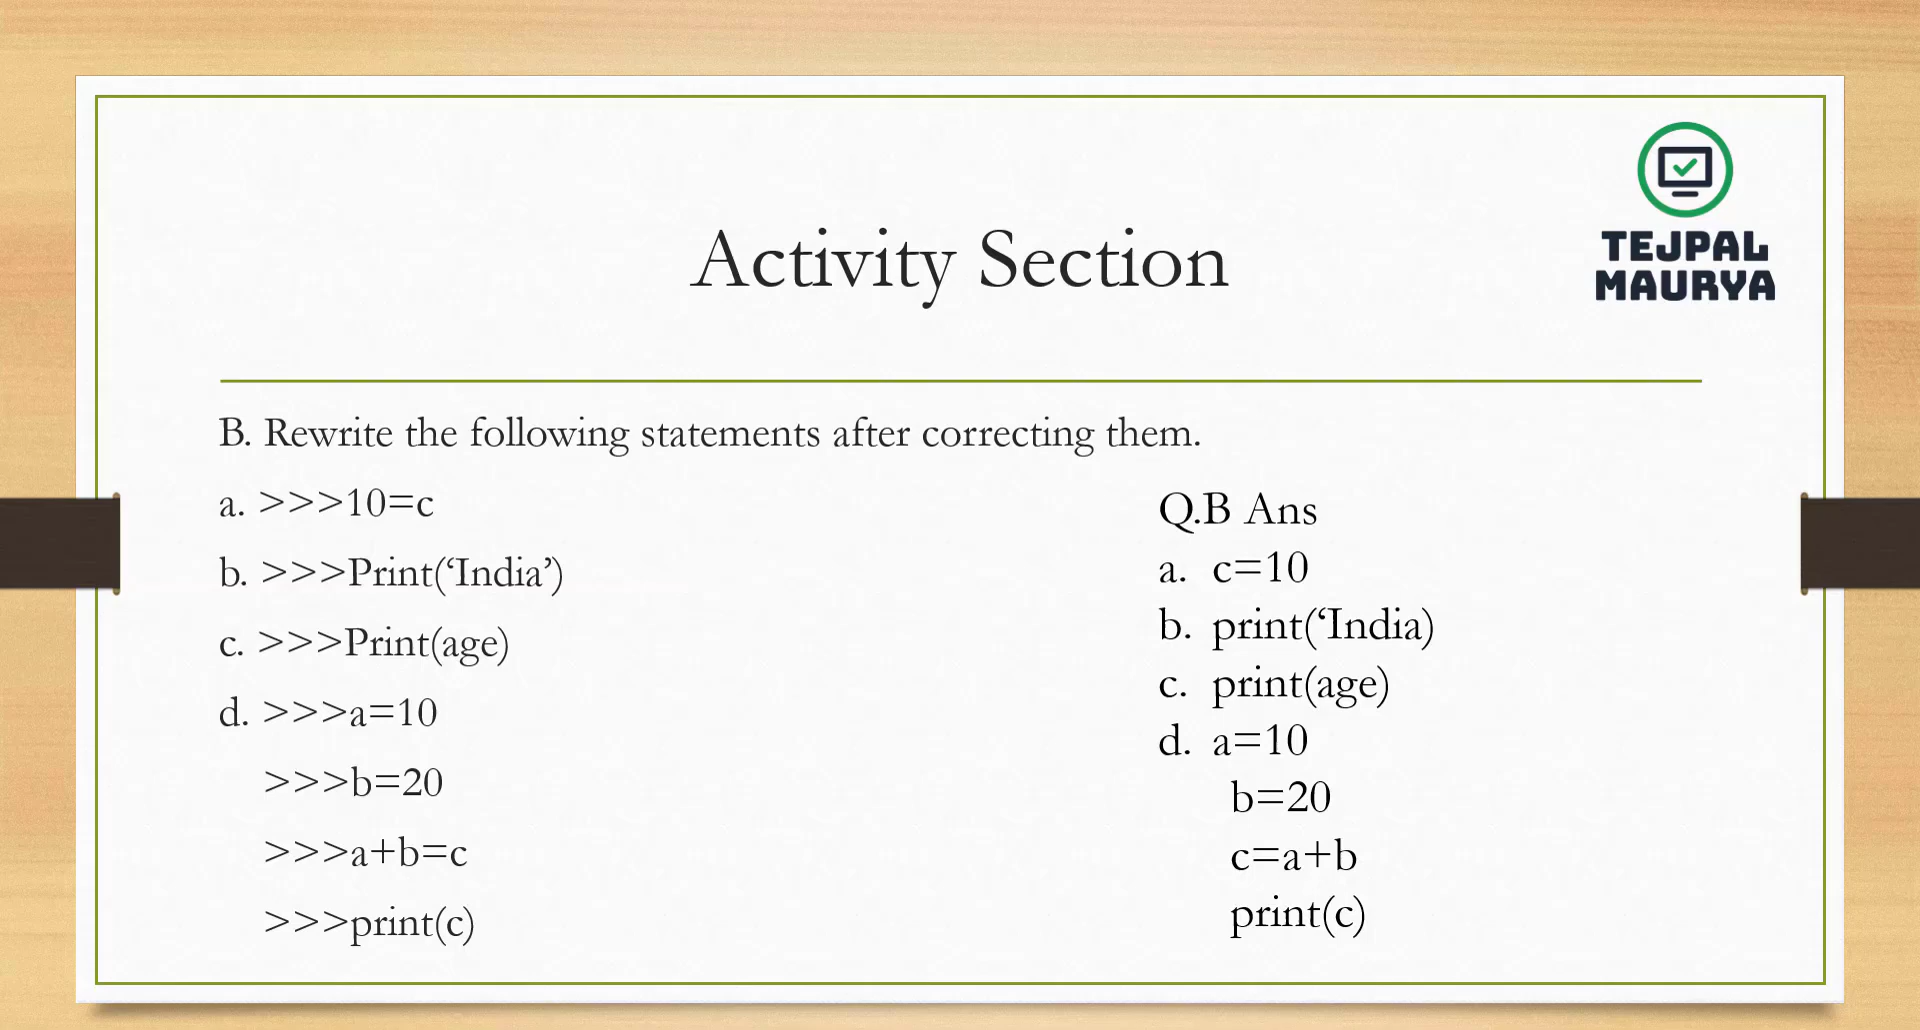 TEJPAL
MAURYA
Activity Section
B. Rewrite the following statements after correcting them.
a. >>>10=c
b. >>>Print(‘India’)
c. >>>Print(age)
d. >>>a=10
>>>b=20
>>>a+b=c
>>>print(c)
Q.B Ans
a. c=10
b. print(‘India)
c. print(age)
d. a=10
b=20
c=a+b
print(c)